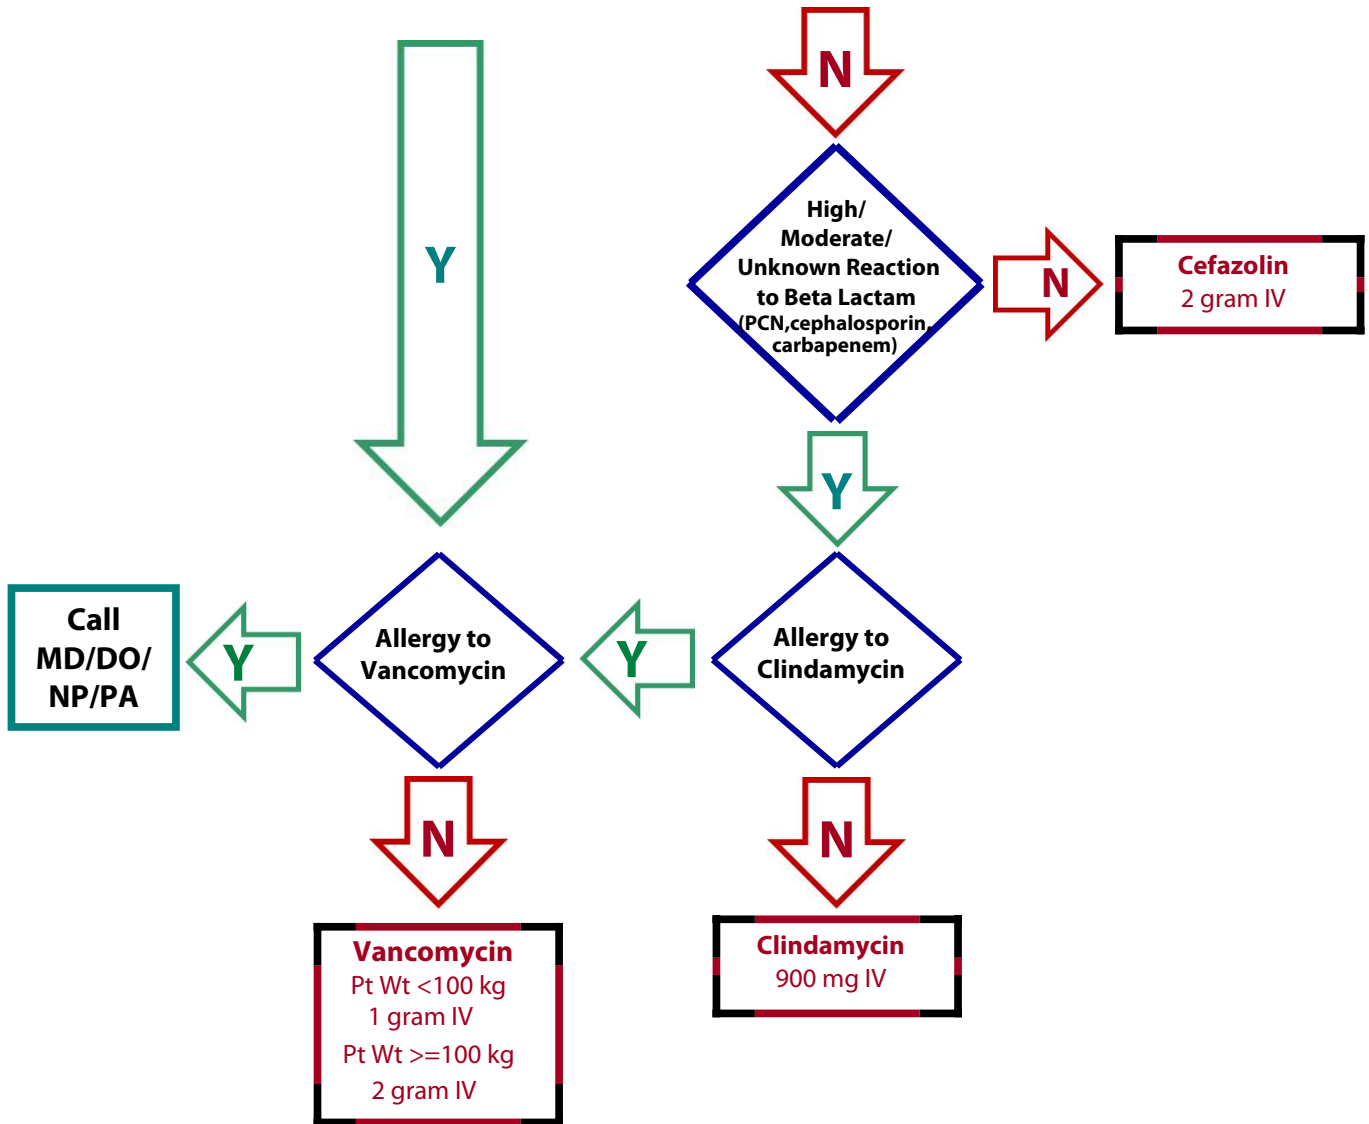 N
Y
High/
Moderate/
Unknown Reaction
to Beta Lactam
(PCN,cephalosporin,
carbapenem)
N
Cefazolin
2 gram IV
Y
Call
MD/DO/
NP/PA
Y
Allergy to
Vancomycin
Y
Allergy to
Clindamycin
N
N
Vancomycin
Pt Wt <100 kg
1 gram IV
Pt Wt >=100 kg
2 gram IV
Clindamycin
900 mg IV